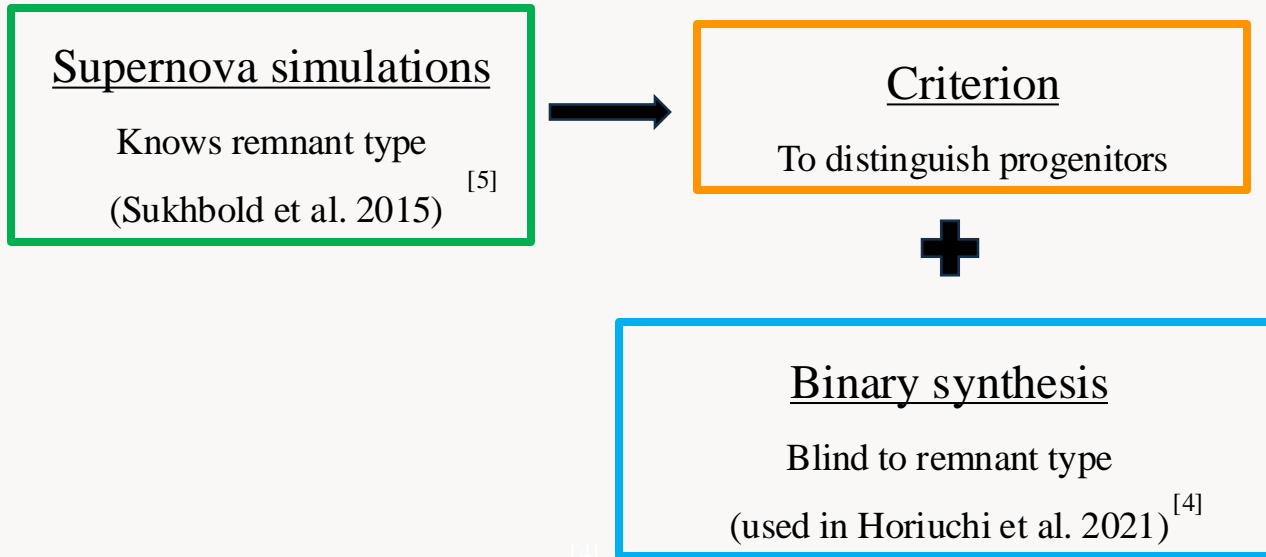 Supernova simulations
Knows remnant type
(Sukhbold et al. 2015) [5]
Criterion
To distinguish progenitors
Binary synthesis
Blind to remnant type
(used in Horiuchi et al. 2021) [4]